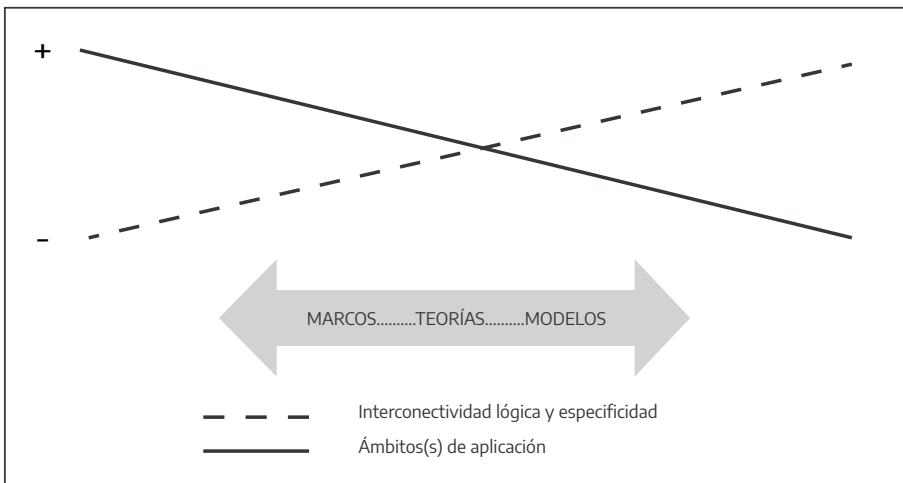 +
-
MARCOS..........TEORÍAS..........MODELOS
Interconectividad lógica y especificidad
Ámbitos(s) de aplicación